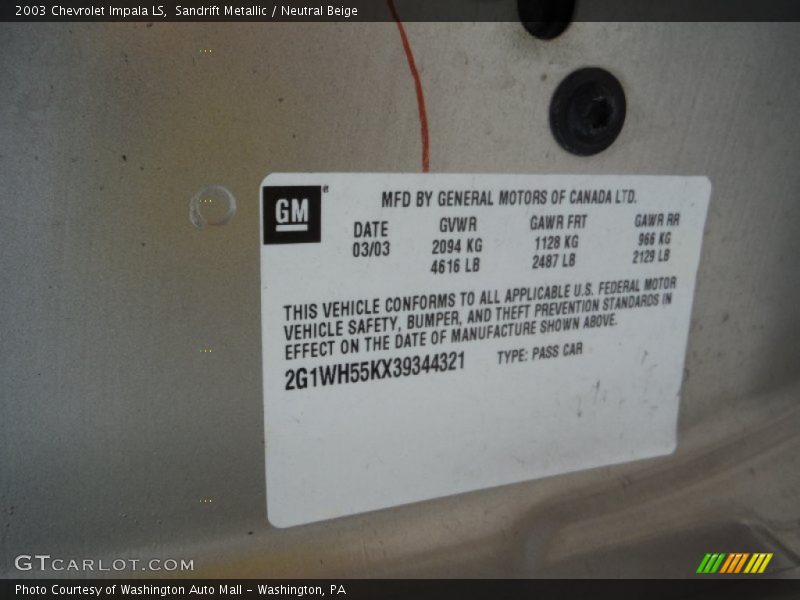 2003 Chevrolet Impala LS, Sandrift Metallic / Neutral Beige
GM®
MFD BY GENERAL MOTORS OF CANADA LTD.
DATE GVWR GAWR FRT GAWR RR
03/03 2094 KG 1128 KG 966 KG
4616 LB 2487 LB 2129 LB
THIS VEHICLE CONFORMS TO ALL APPLICABLE U.S. FEDERAL MOTOR
VEHICLE SAFETY, BUMPER, AND THEFT PREVENTION STANDARDS IN
EFFECT ON THE DATE OF MANUFACTURE SHOWN ABOVE.
2G1WH55KX39344321 TYPE: PASS CAR
GTCARLOT.COM
Photo Courtesy of Washington Auto Mall – Washington, PA